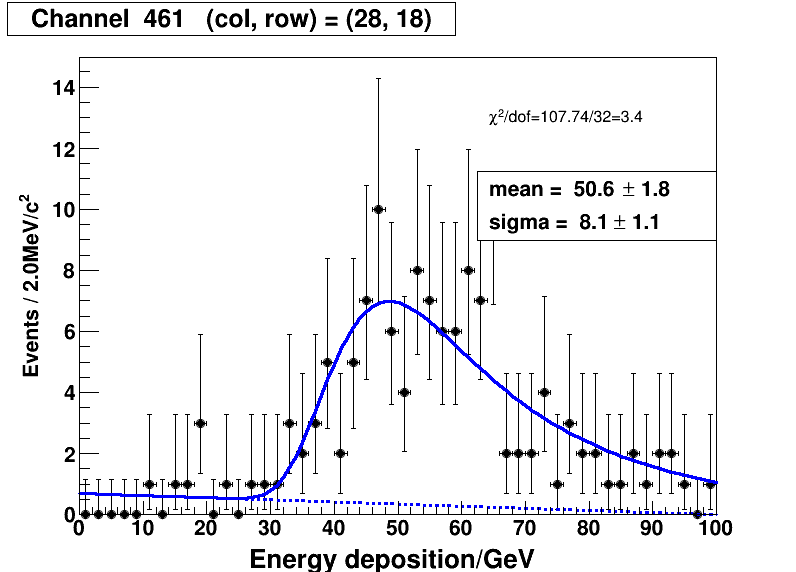 Channel 461 (col, row) = (28, 18)
χ²/dof=107.74/32=3.4
mean = 50.6 ± 1.8
sigma = 8.1 ± 1.1
Events / 2.0MeV/c²
14
12
10
8
6
4
2
0
0 10 20 30 40 50 60 70 80 90 100
Energy deposition/GeV